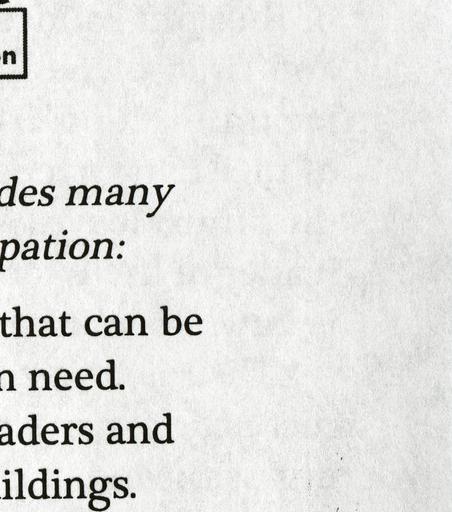 n
des many
pation:
that can be
n need.
aders and
ildings.